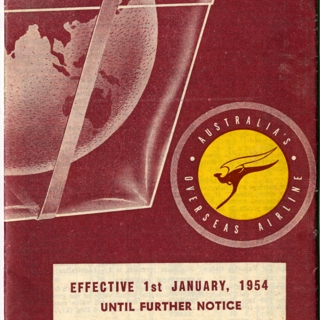 AUSTRALIA'S
OVERSEAS AIRLINE
EFFECTIVE 1st JANUARY, 1954
UNTIL FURTHER NOTICE